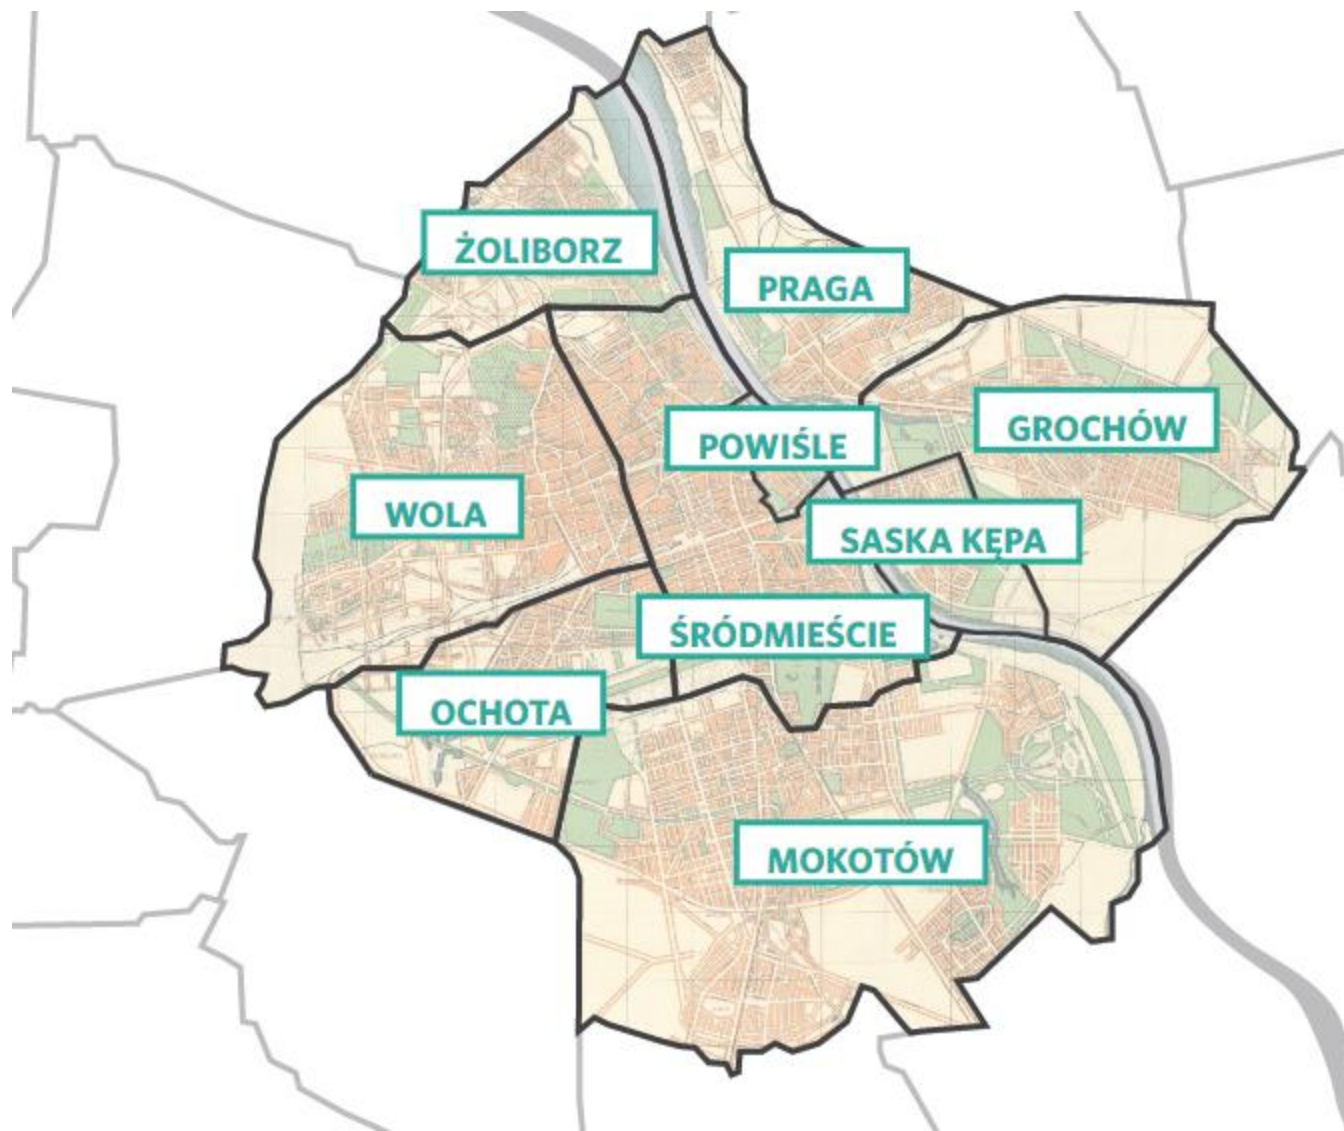 ŻOLIBORZ
PRAGA
GROCHÓW
POWIŚLE
WOLA
SASKA KĘPA
ŚRÓDMIEŚCIE
OCHOTA
MOKOTÓW